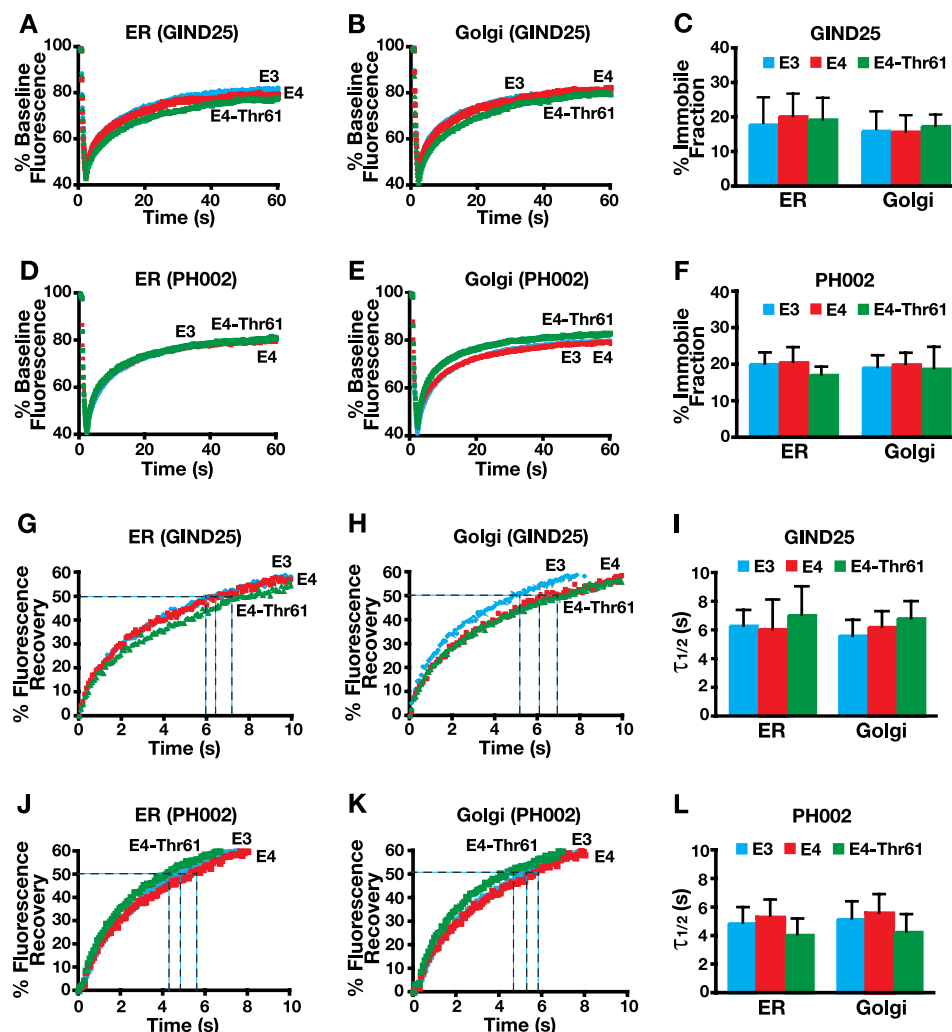 A
ER (GIND25)
% Baseline
Fluorescence
100
80
60
40
0 20 40 60
Time (s)
E3
E4
E4-Thr61
B
Golgi (GIND25)
% Baseline
Fluorescence
100
80
60
40
0 20 40 60
Time (s)
E3
E4
E4-Thr61
C
GIND25
E3 E4 E4-Thr61
% Immobile
Fraction
40
30
20
10
0
ER Golgi
D
ER (PH002)
% Baseline
Fluorescence
100
80
60
40
0 20 40 60
Time (s)
E3
E4-Thr61
E4
E
Golgi (PH002)
% Baseline
Fluorescence
100
80
60
40
0 20 40 60
Time (s)
E4-Thr61
E3 E4
F
PH002
E3 E4 E4-Thr61
% Immobile
Fraction
40
30
20
10
0
ER Golgi
G
ER (GIND25)
% Fluorescence
Recovery
60
50
40
30
20
10
0
0 2 4 6 8 10
Time (s)
E3
E4
E4-Thr61
H
Golgi (GIND25)
% Fluorescence
Recovery
60
50
40
30
20
10
0
0 2 4 6 8 10
Time (s)
E3
E4
E4-Thr61
I
GIND25
E3 E4 E4-Thr61
τ1/2 (s)
10
8
6
4
2
0
ER Golgi
J
ER (PH002)
% Fluorescence
Recovery
60
50
40
30
20
10
0
0 2 4 6 8 10
Time (s)
E4-Thr61
E3
E4
K
Golgi (PH002)
% Fluorescence
Recovery
60
50
40
30
20
10
0
0 2 4 6 8 10
Time (s)
E4-Thr61
E3
E4
L
PH002
E3 E4 E4-Thr61
τ1/2 (s)
10
8
6
4
2
0
ER Golgi